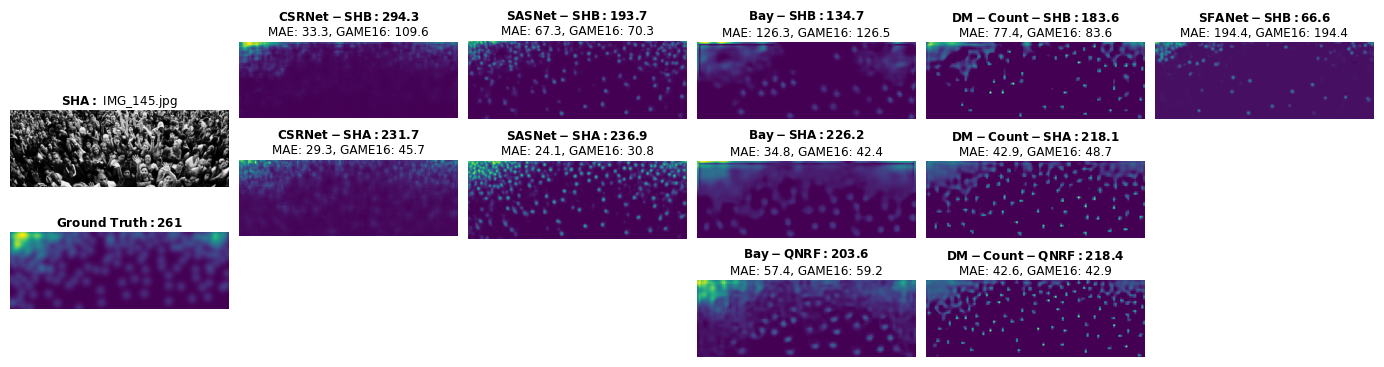 CSRNet − SHB : 294.3
MAE: 33.3, GAME16: 109.6
SASNet − SHB : 193.7
MAE: 67.3, GAME16: 70.3
Bay − SHB : 134.7
MAE: 126.3, GAME16: 126.5
DM − Count − SHB : 183.6
MAE: 77.4, GAME16: 83.6
SFANet − SHB : 66.6
MAE: 194.4, GAME16: 194.4
SHA : IMG_145.jpg
CSRNet − SHA : 231.7
MAE: 29.3, GAME16: 45.7
SASNet − SHA : 236.9
MAE: 24.1, GAME16: 30.8
Bay − SHA : 226.2
MAE: 34.8, GAME16: 42.4
DM − Count − SHA : 218.1
MAE: 42.9, GAME16: 48.7
Ground Truth : 261
Bay − QNRF : 203.6
MAE: 57.4, GAME16: 59.2
DM − Count − QNRF : 218.4
MAE: 42.6, GAME16: 42.9